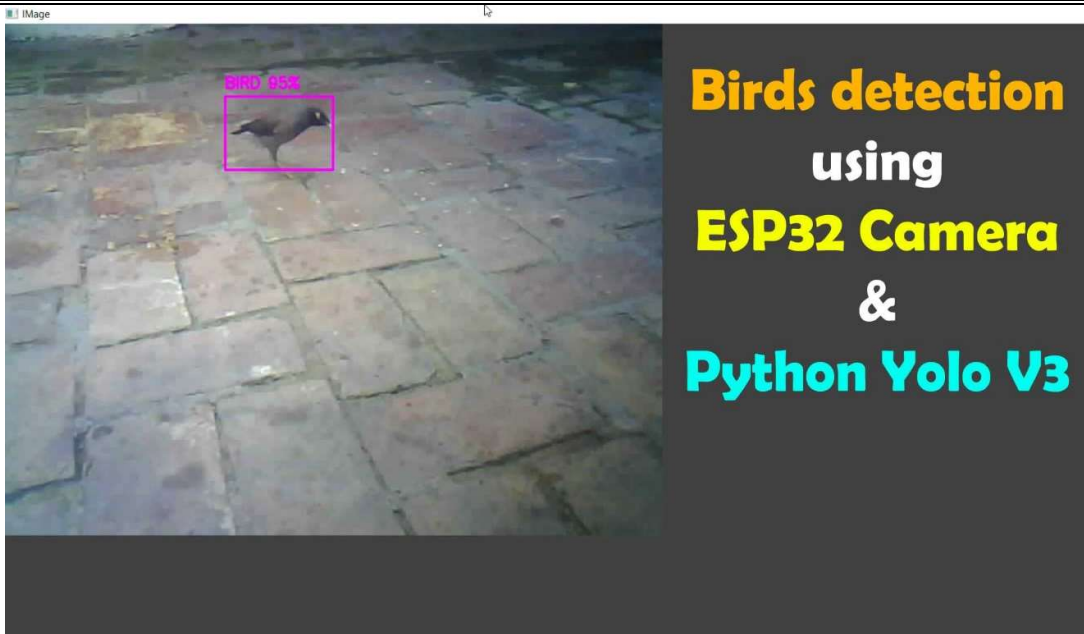 IMage
BIRD 95%
Birds detection
using
ESP32 Camera
&
Python Yolo V3